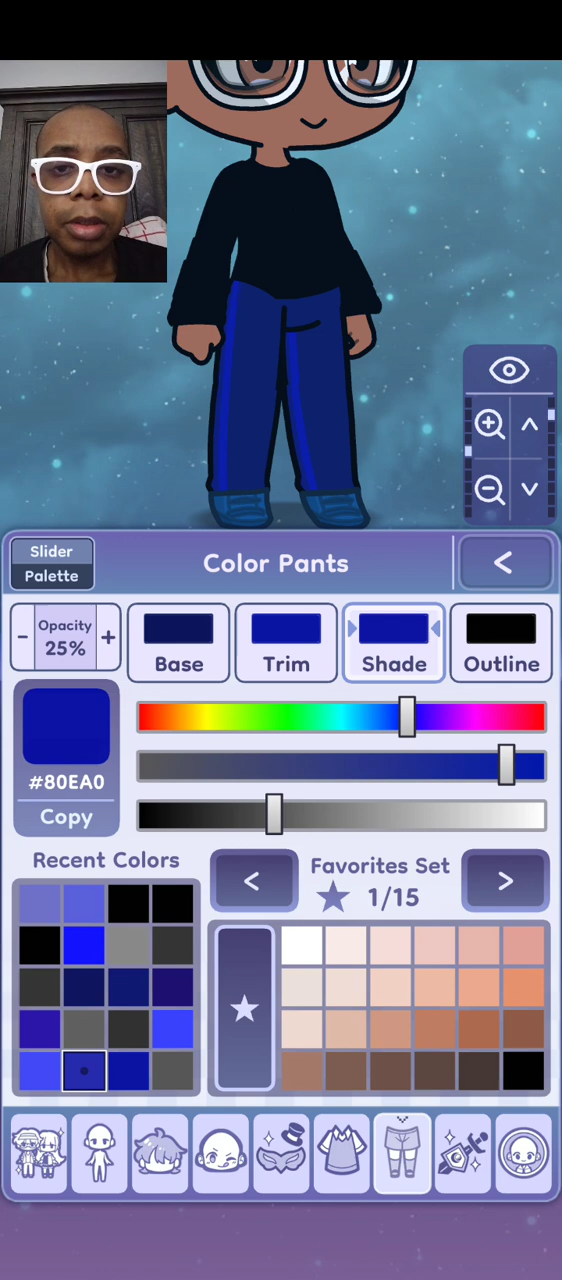 Slider
Palette
Color Pants
<
- Opacity +
25%
Base
Trim
Shade
Outline
#80EA0
Copy
Recent Colors
< Favorites Set >
1/15